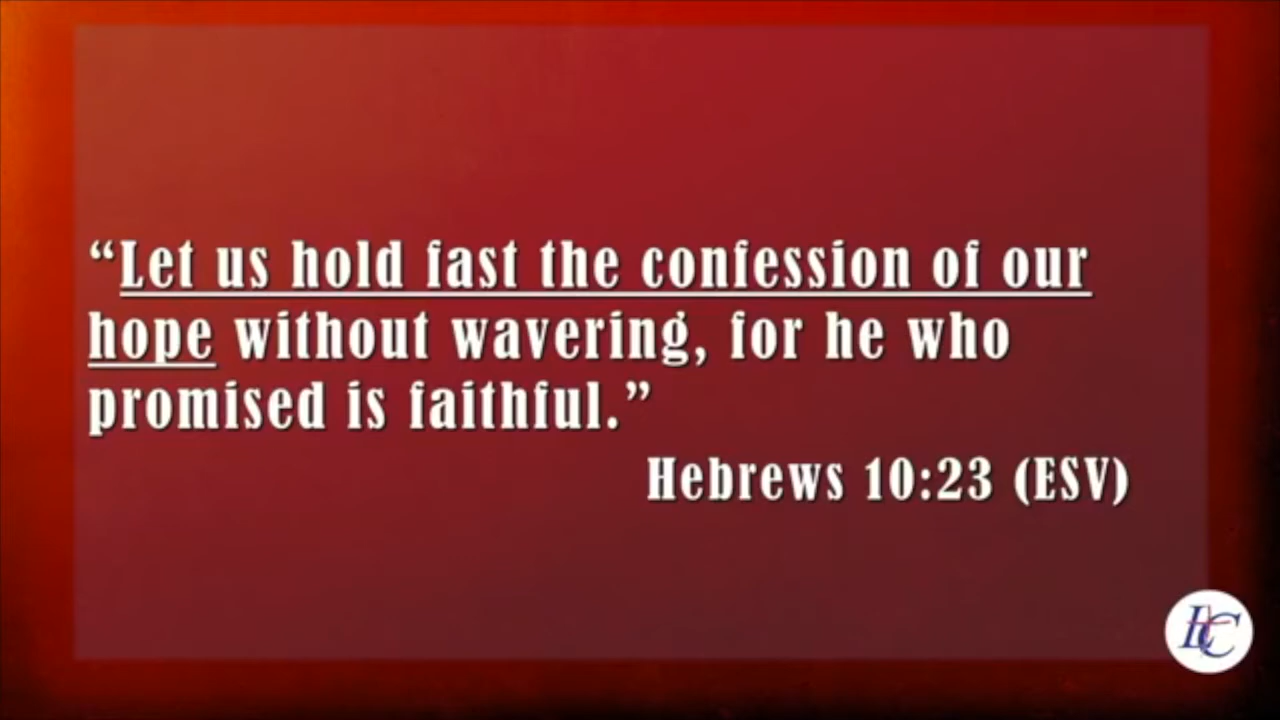 “Let us hold fast the confession of our
hope without wavering, for he who
promised is faithful.”
Hebrews 10:23 (ESV)